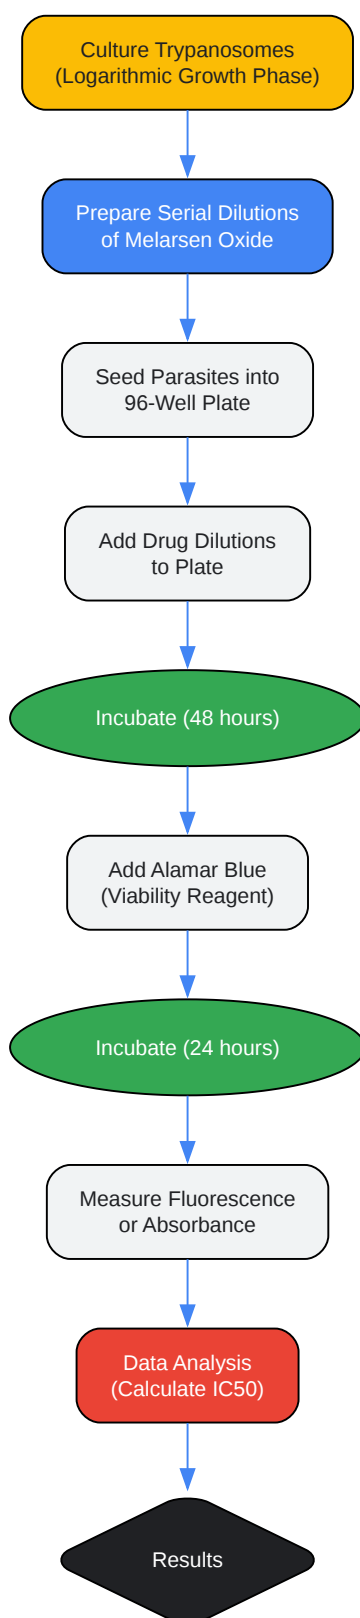 Culture Trypanosomes
(Logarithmic Growth Phase)
Prepare Serial Dilutions
of Melarsen Oxide
Seed Parasites into
96-Well Plate
Add Drug Dilutions
to Plate
Incubate (48 hours)
Add Alamar Blue
(Viability Reagent)
Incubate (24 hours)
Measure Fluorescence
or Absorbance
Data Analysis
(Calculate IC50)
Results